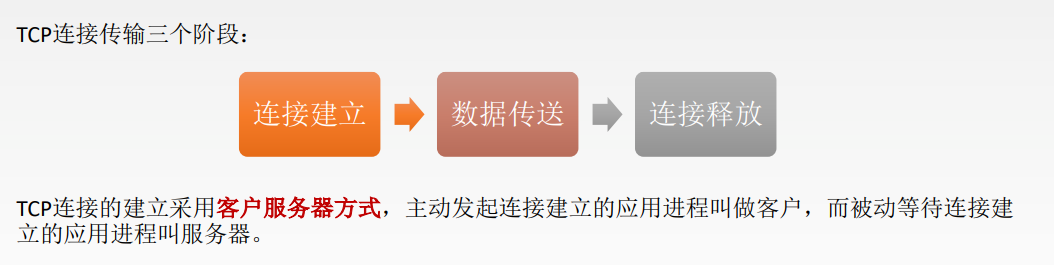 TCP连接传输三个阶段：
连接建立
数据传送
连接释放
TCP连接的建立采用客户服务器方式，主动发起连接建立的应用进程叫做客户，而被动等待连接建
立的应用进程叫服务器。